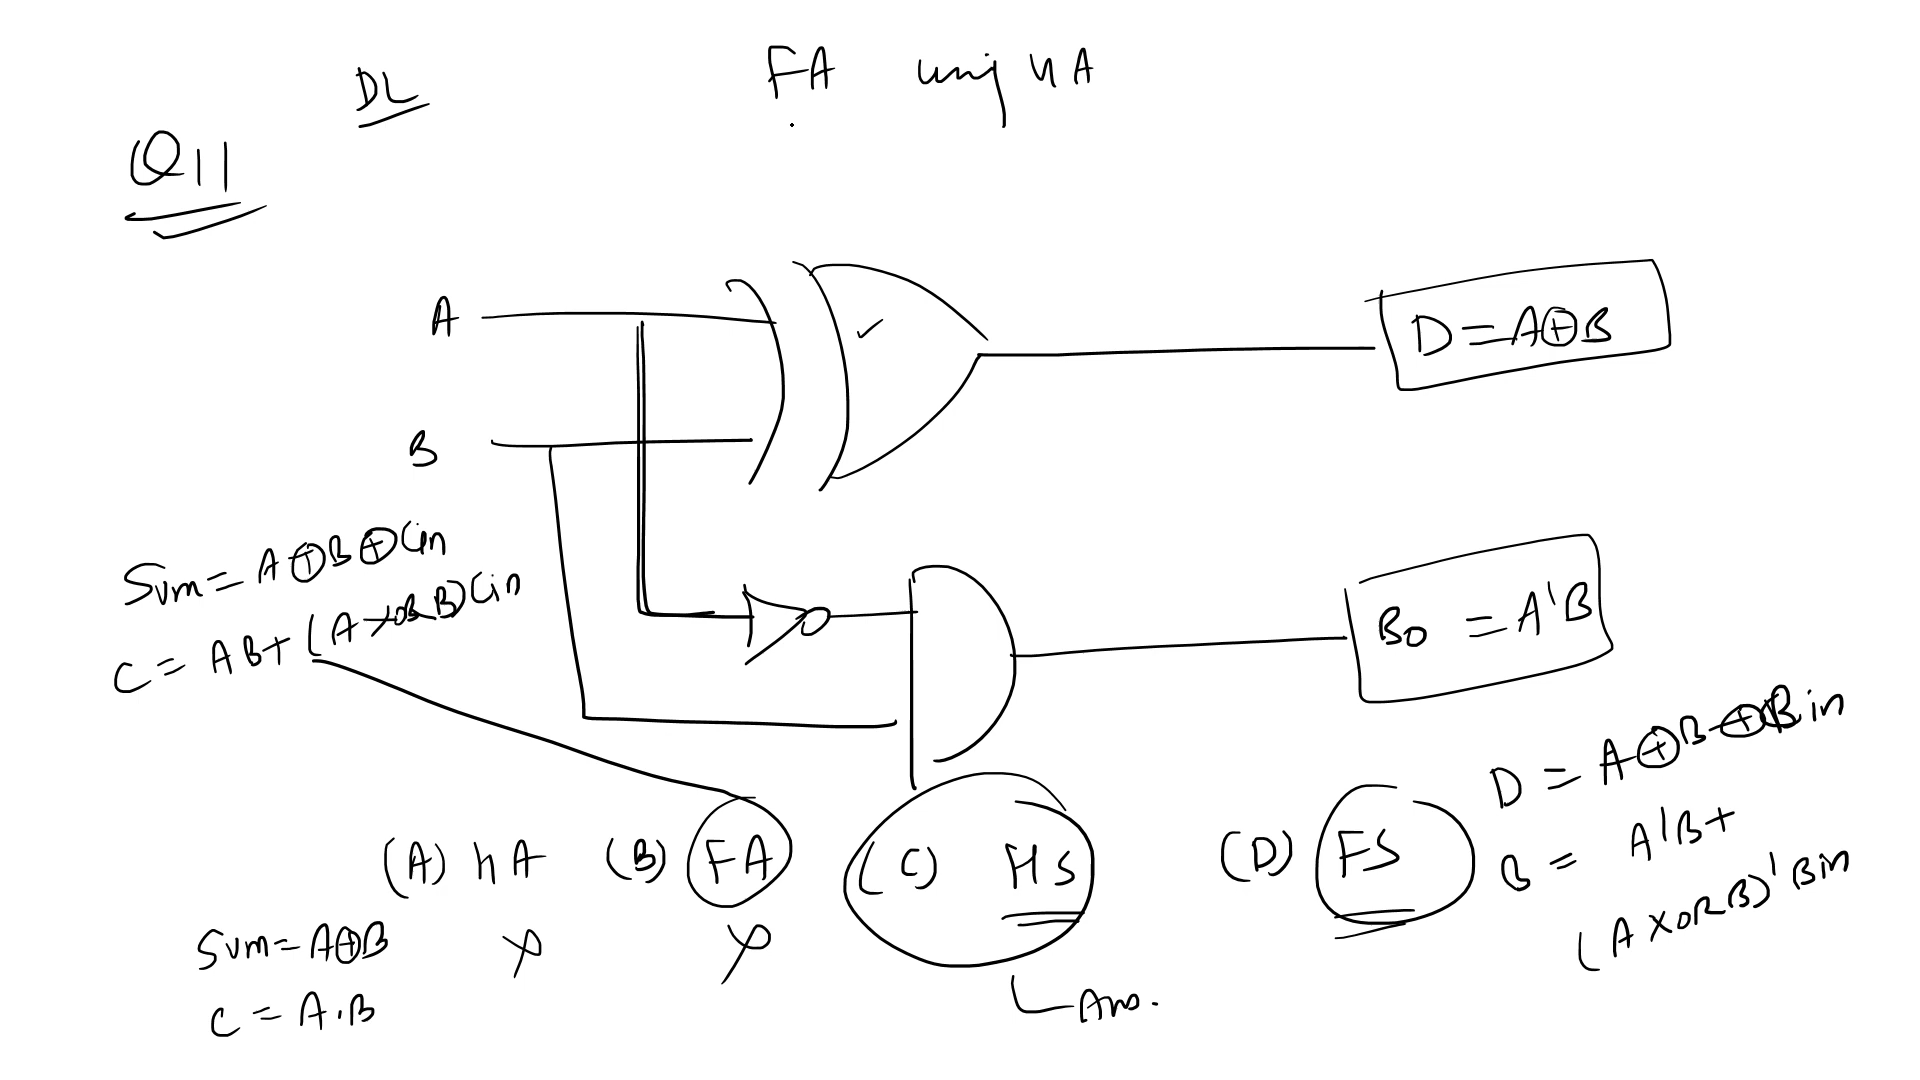 DL
FA using HA
Q11
A
D = A⊕B
B
Sum = A⊕B⊕Cin
C = AB+(A XOR B)Cin
B0 = A'B
D = A⊕B⊕Bin
B = A'B+
(A XOR B)' Bin
(A) hA (B) FA (C) HS (D) FS
Sum = A⊕B
C = A.B
Ans.